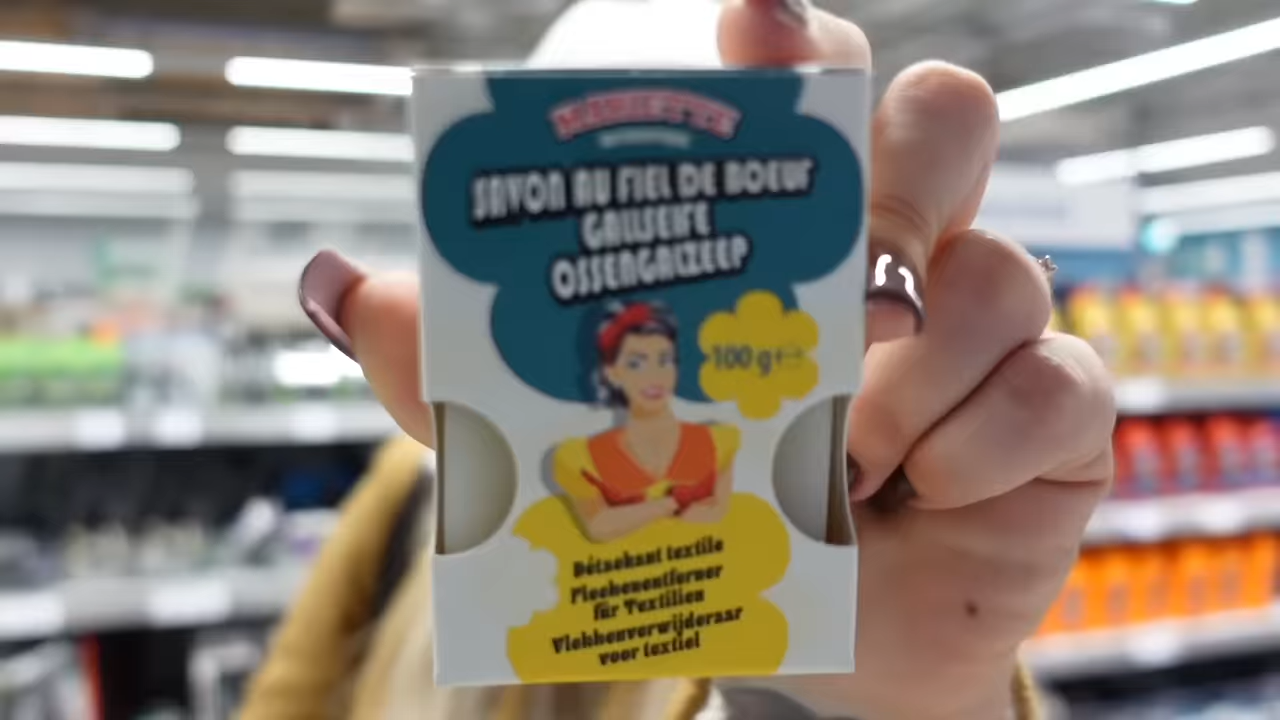 SAVON AU FIEL DE BOEUF
GALLSEIFE
OSSENGALZEEP
100 g ℮
Détachant textile
Fleckenentferner
für Textilien
Vlekkenverwijderaar
voor textiel